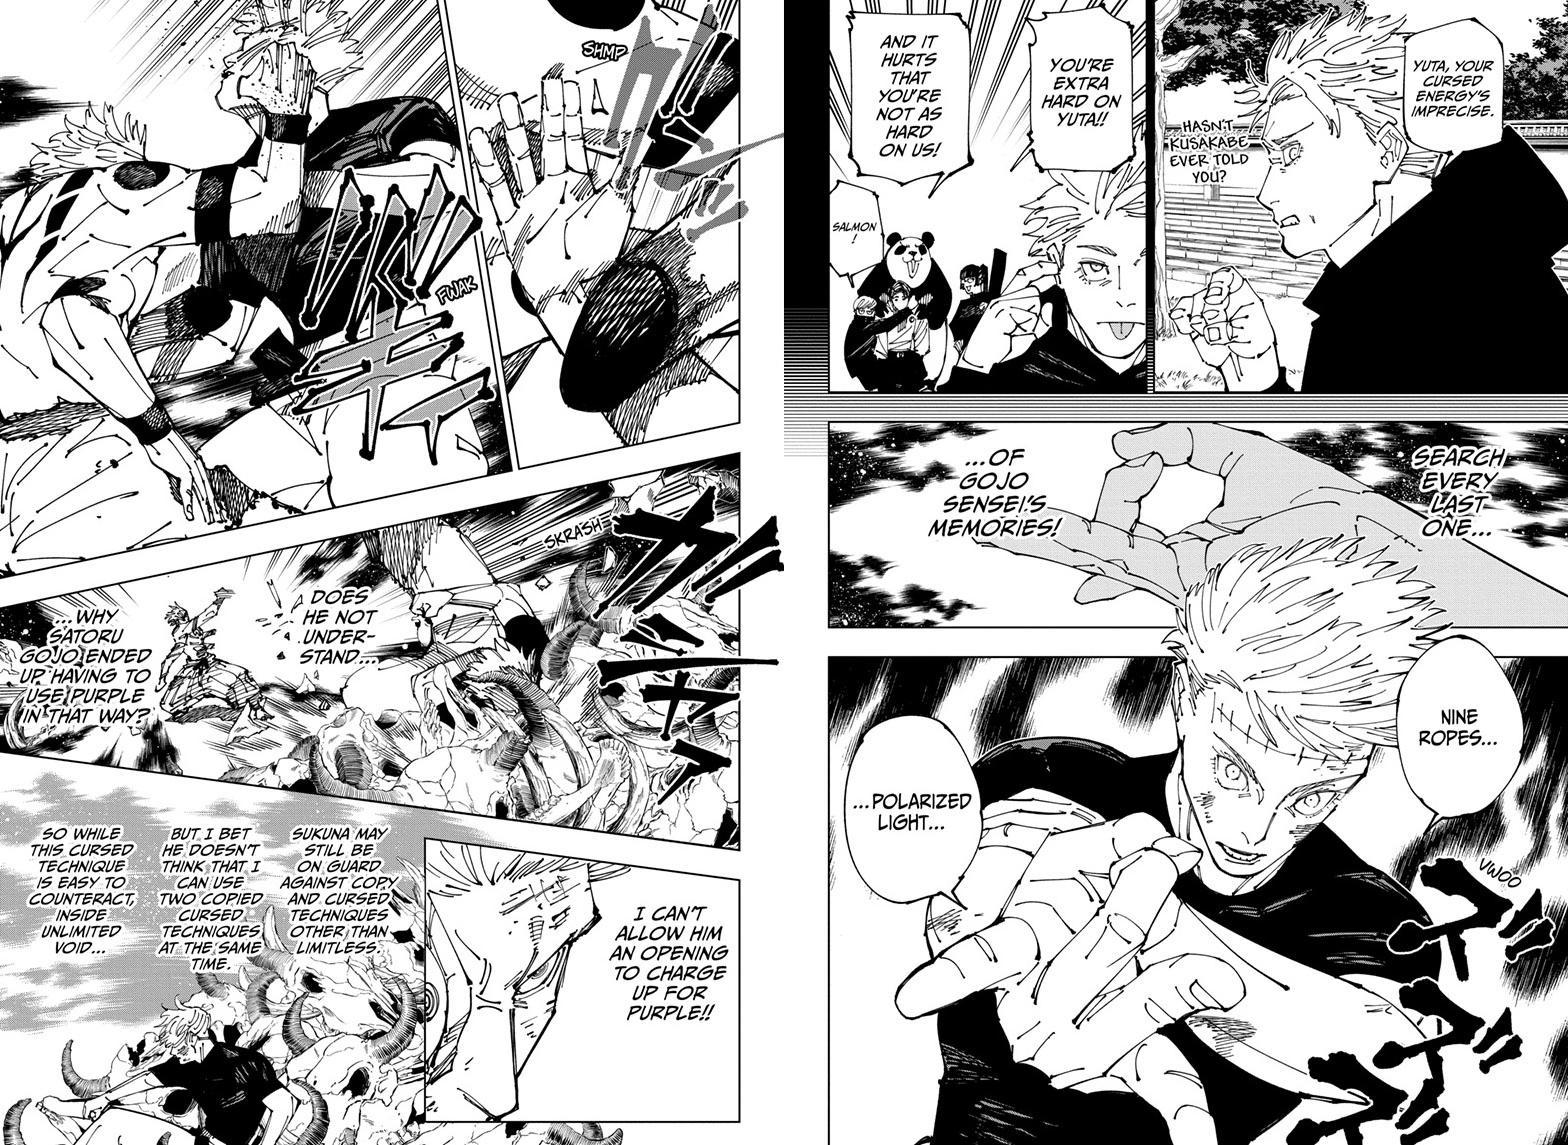 YUTA, YOUR
CURSED
ENERGY'S
IMPRECISE.
HASN'T
KUSAKABE
EVER TOLD
YOU?
YOU'RE
EXTRA
HARD ON
YUTA!!
AND IT
HURTS
THAT
YOU'RE
NOT AS
HARD
ON US!
SALMON
!
SEARCH
EVERY
LAST
ONE...
...OF
GOJO
SENSEI'S
MEMORIES!
NINE
ROPES...
...POLARIZED
LIGHT...
VWOO
SHMP
FWAK
SKRASH
DOES
HE NOT
UNDER-
STAND...
...WHY
SATORU
GOJO ENDED
UP HAVING TO
USE PURPLE
IN THAT WAY?
I CAN'T
ALLOW HIM
AN OPENING
TO CHARGE
UP FOR
PURPLE!!
SUKUNA MAY
STILL BE
ON GUARD
AGAINST COPY
AND CURSED
TECHNIQUES
OTHER THAN
LIMITLESS.
BUT I BET
HE DOESN'T
THINK THAT I
CAN USE
TWO COPIED
CURSED
TECHNIQUES
AT THE SAME
TIME.
SO WHILE
THIS CURSED
TECHNIQUE
IS EASY TO
COUNTERACT,
INSIDE
UNLIMITED
VOID...